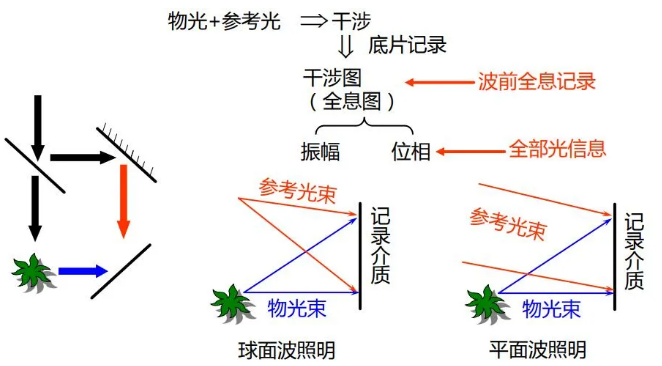 物光+参考光 ⇒干涉
底片记录
干涉图
（全息图）
波前全息记录
振幅 位相
全部光信息
参考光束
记录介质
物光束
球面波照明
参考光束
记录介质
物光束
平面波照明